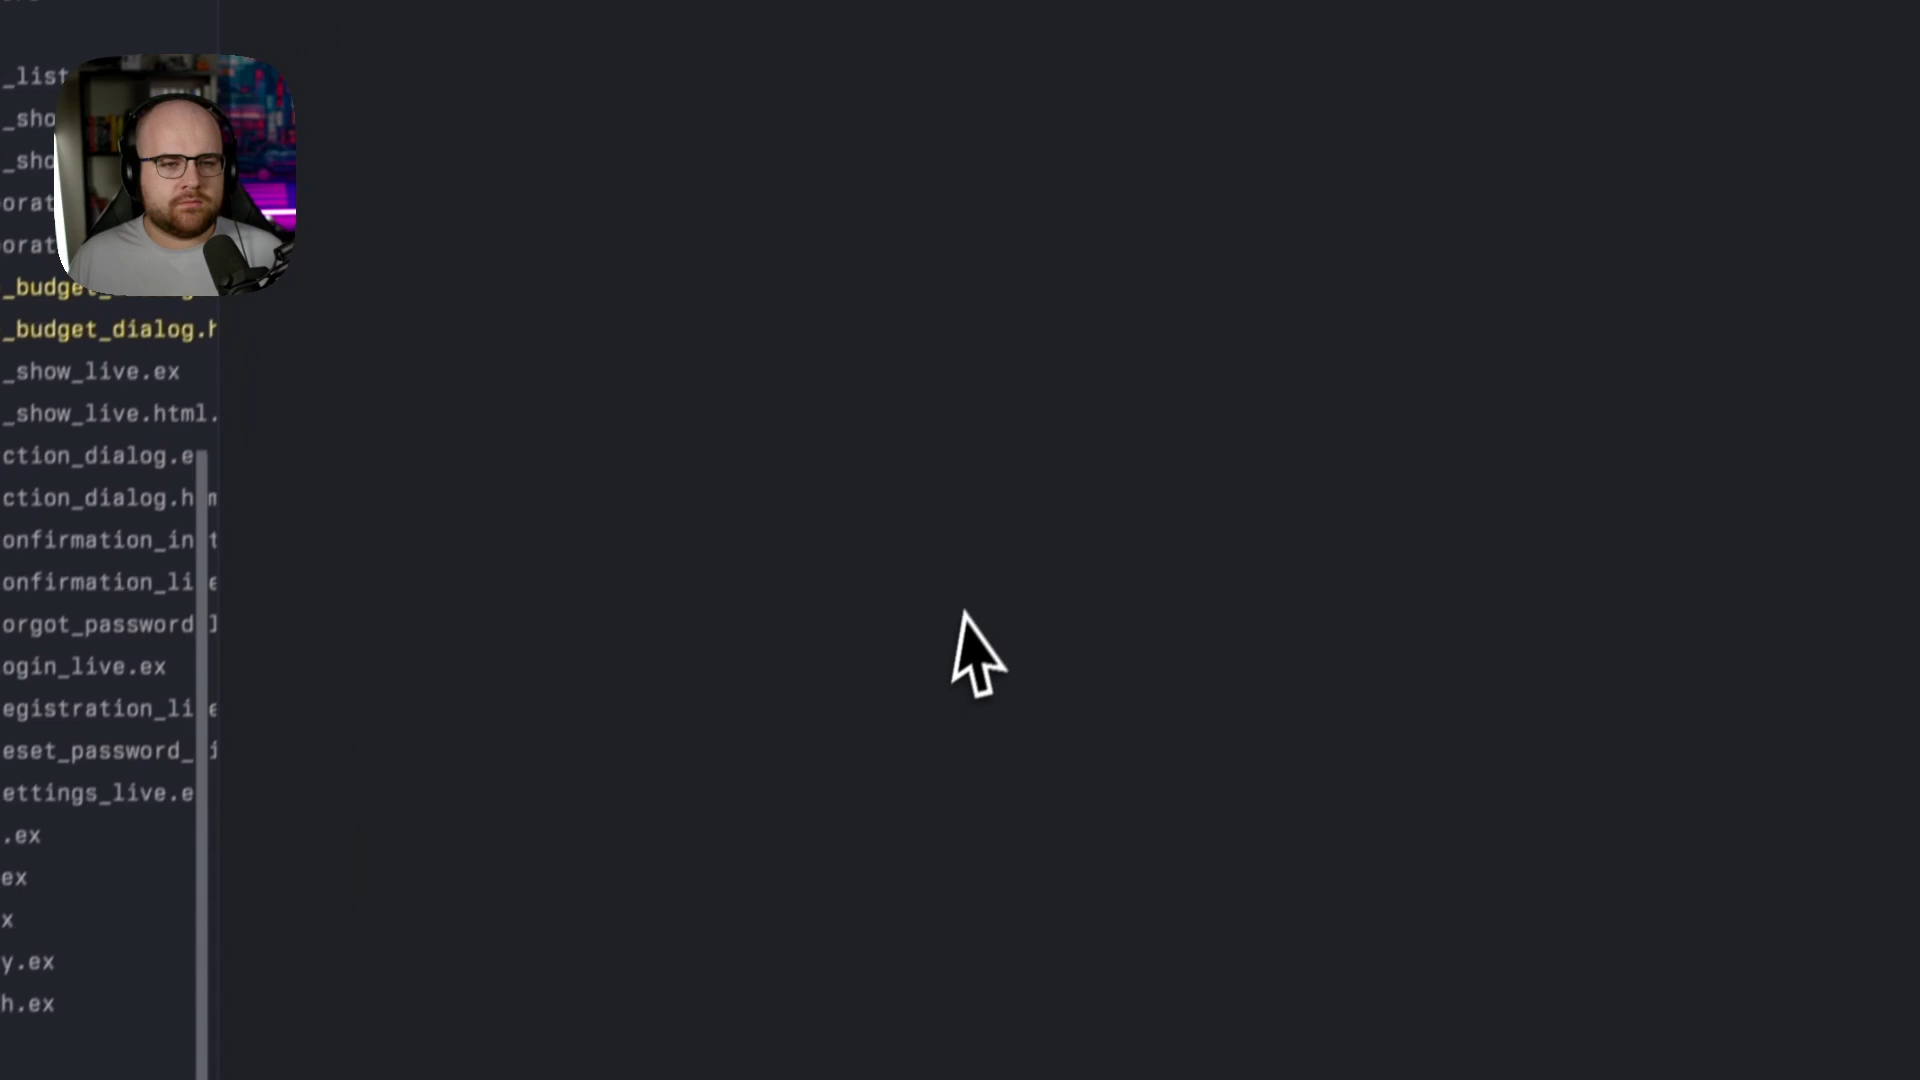 _list
_sho
_sho
orat
orat
_budget
_budget_dialog.h
_show_live.ex
_show_live.html.
ction_dialog.e
ction_dialog.h m
onfirmation_in t
onfirmation_li e
orgot_password l
ogin_live.ex
egistration_li e
eset_password_ i
ettings_live.e
.ex
ex
x
y.ex
h.ex